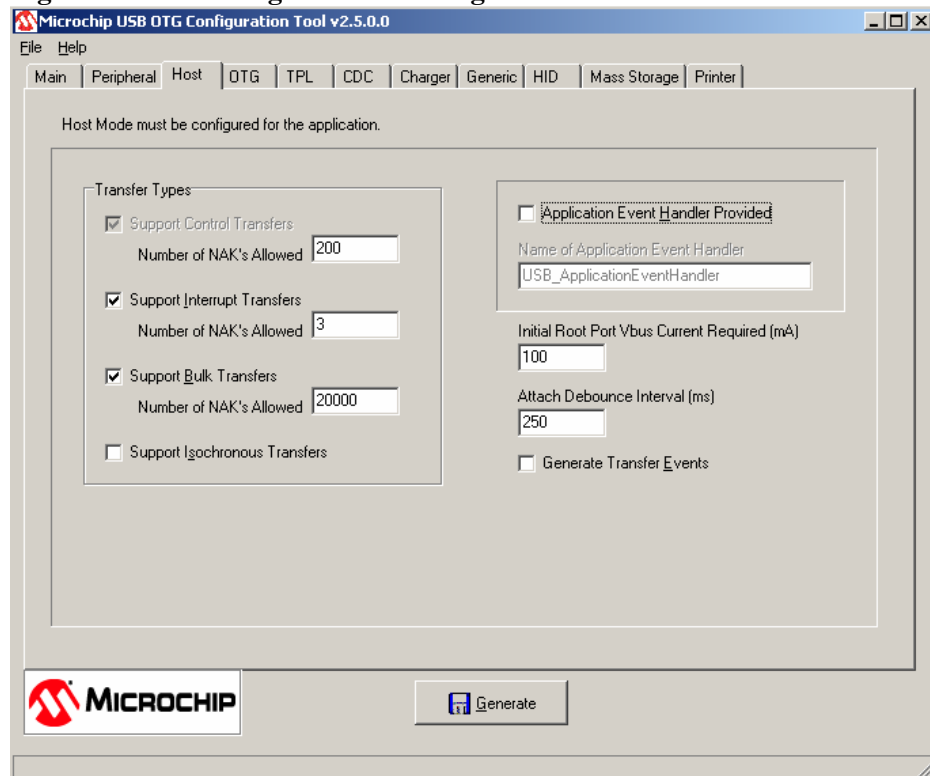 Microchip USB OTG Configuration Tool v2.5.0.0
File Help
Main Peripheral Host OTG TPL CDC Charger Generic HID Mass Storage Printer
Host Mode must be configured for the application.
Transfer Types
Support Control Transfers
Number of NAK's Allowed 200
Support Interrupt Transfers
Number of NAK's Allowed 3
Support Bulk Transfers
Number of NAK's Allowed 20000
Support Isochronous Transfers
Application Event Handler Provided
Name of Application Event Handler
USB_ApplicationEventHandler
Initial Root Port Vbus Current Required (mA)
100
Attach Debounce Interval (ms)
250
Generate Transfer Events
MICROCHIP
Generate